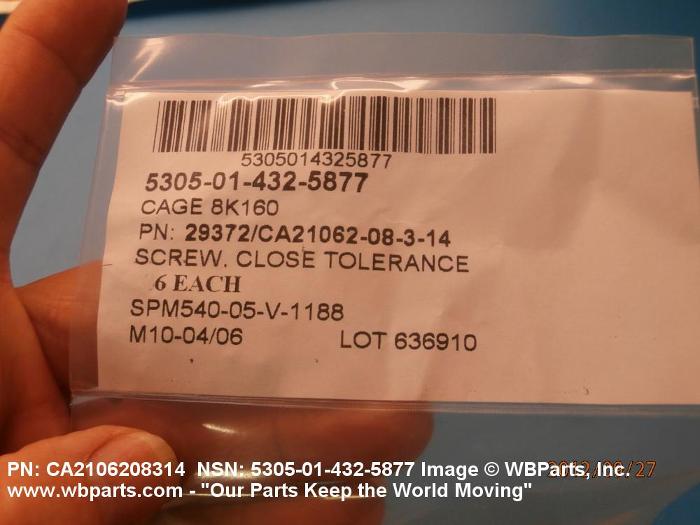 5305014325877
5305-01-432-5877
CAGE 8K160
PN: 29372/CA21062-08-3-14
SCREW, CLOSE TOLERANCE
6 EACH
SPM540-05-V-1188
M10-04/06 LOT 636910
PN: CA2106208314 NSN: 5305-01-432-5877 Image © WBParts, Inc.
www.wbparts.com - "Our Parts Keep the World Moving"